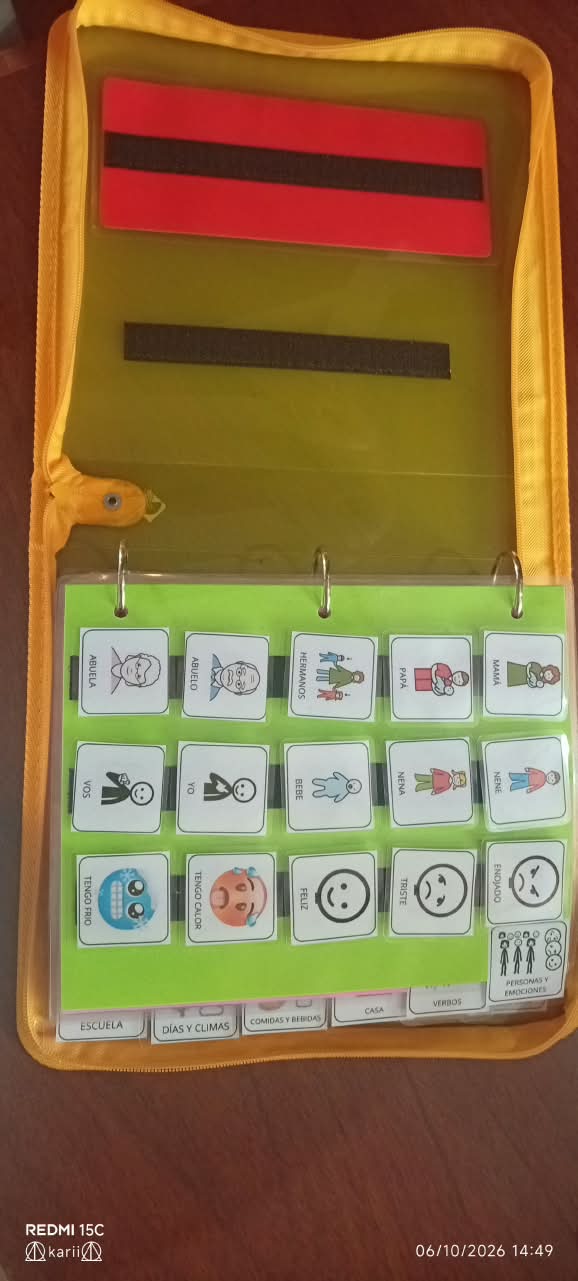 MAMÁ
PAPÁ
HERMANOS
ABUELO
ABUELA
NENE
NENA
BEBE
YO
VOS
ENOJADO
TRISTE
FELIZ
TENGO CALOR
TENGO FRIO
PERSONAS Y
EMOCIONES
VERBOS
CASA
COMIDAS Y BEBIDAS
DÍAS Y CLIMAS
ESCUELA
REDMI 15C
karii
06/10/2026 14:49